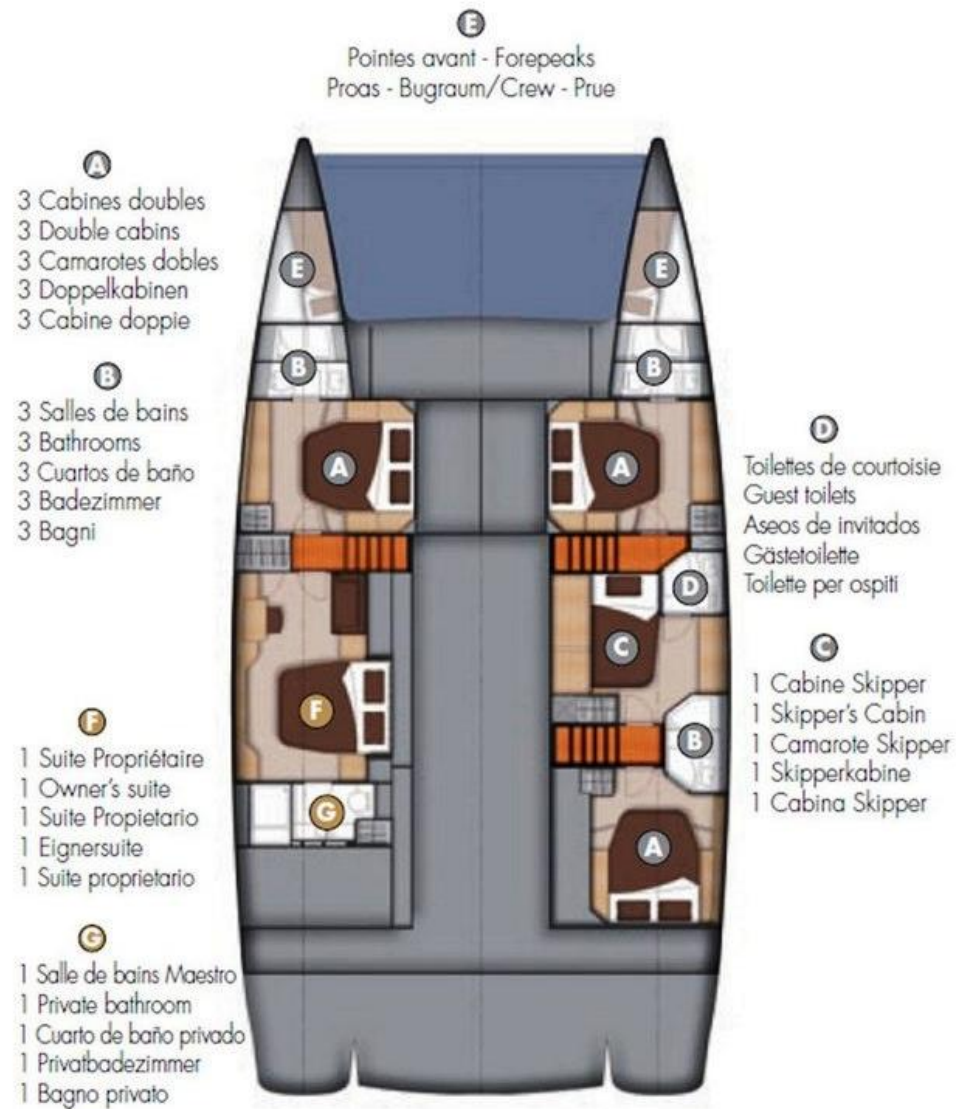 E
Pointes avant - Forepeaks
Proas - Bugraum/Crew - Prue
A
3 Cabines doubles
3 Double cabins
3 Camarotes dobles
3 Doppelkabinen
3 Cabine doppie
B
3 Salles de bains
3 Bathrooms
3 Cuartos de baño
3 Badezimmer
3 Bagni
F
1 Suite Propriétaire
1 Owner's suite
1 Suite Propietario
1 Eignersuite
1 Suite proprietario
G
1 Salle de bains Maestro
1 Private bathroom
1 Cuarto de baño privado
1 Privatbadezimmer
1 Bagno privato
E
E
B
B
A
A
D
C
F
B
G
A
D
Toilettes de courtoisie
Guest toilets
Aseos de invitados
Gästetoilette
Toilette per ospiti
C
1 Cabine Skipper
1 Skipper's Cabin
1 Camarote Skipper
1 Skipperkabine
1 Cabina Skipper